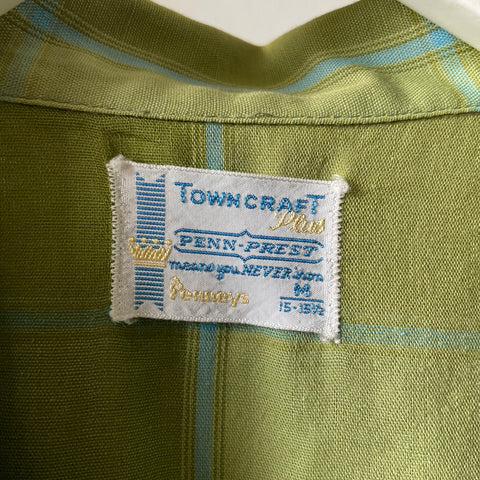 TOWNCRAFT
Plus
PENN-PREST
means you NEVER iron
Penneys
M
15-15½